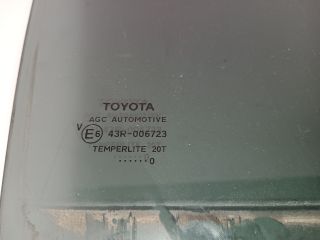 TOYOTA
AGC AUTOMOTIVE
V E6 43R-006723
TEMPERLITE 20T
......0